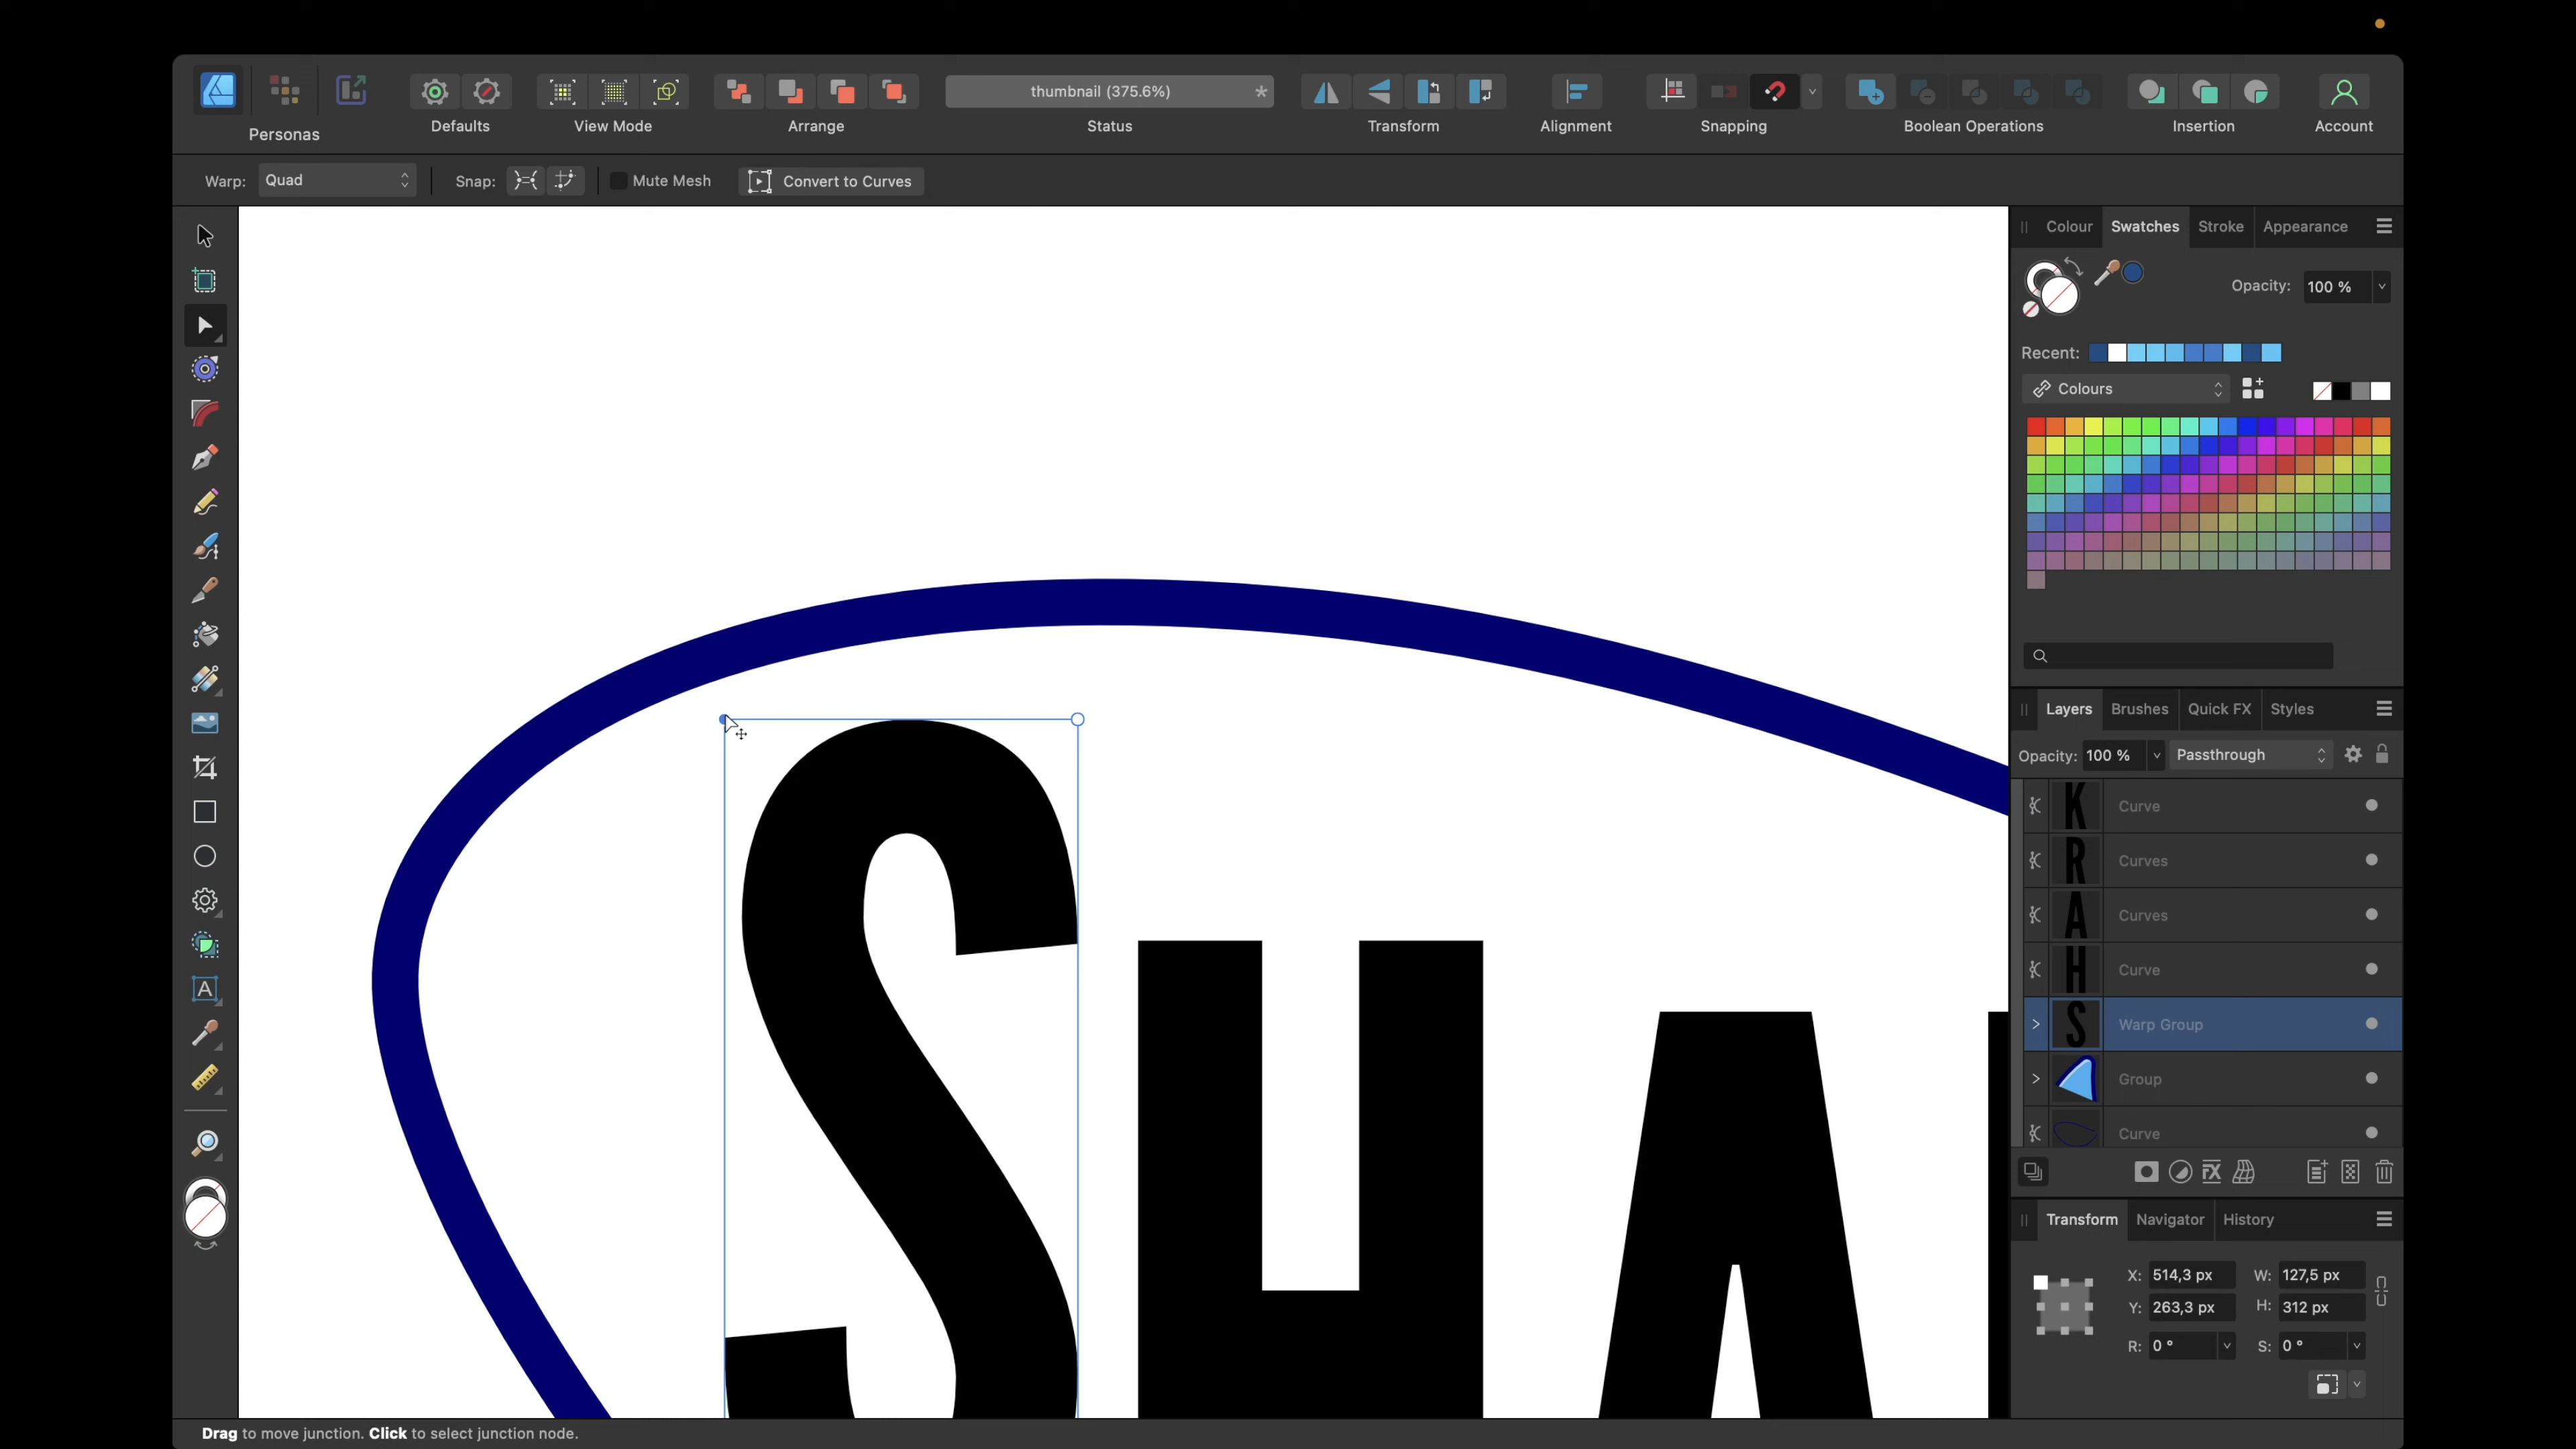 thumbnail (375.6%) *
Personas Defaults View Mode Arrange Status Transform Alignment Snapping Boolean Operations Insertion Account
Warp: Quad Snap: Mute Mesh Convert to Curves
Colour Swatches Stroke Appearance
Opacity: 100 %
Recent:
Colours
SHA
Layers Brushes Quick FX Styles
Opacity: 100 % Passthrough
K Curve
R Curves
A Curves
H Curve
S Warp Group
Group
Curve
FX
A
Transform Navigator History
X: 514,3 px W: 127,5 px
Y: 263,3 px H: 312 px
R: 0 ° S: 0 °
Drag to move junction. Click to select junction node.